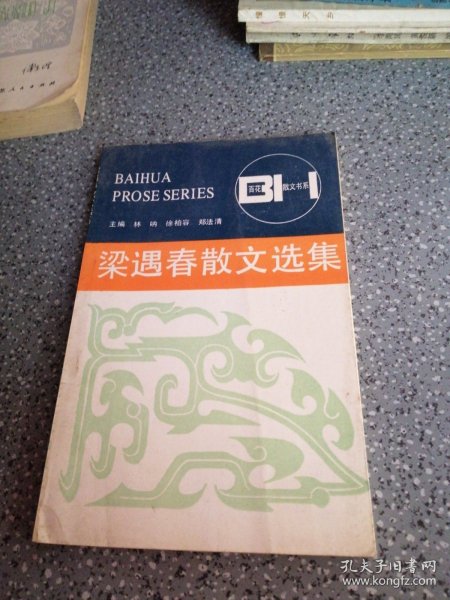 BAIHUA
PROSE SERIES
百花
散文书系
主编 林呐 徐柏容 郑法清
梁遇春散文选集
孔夫子旧书网
www.kongfz.com